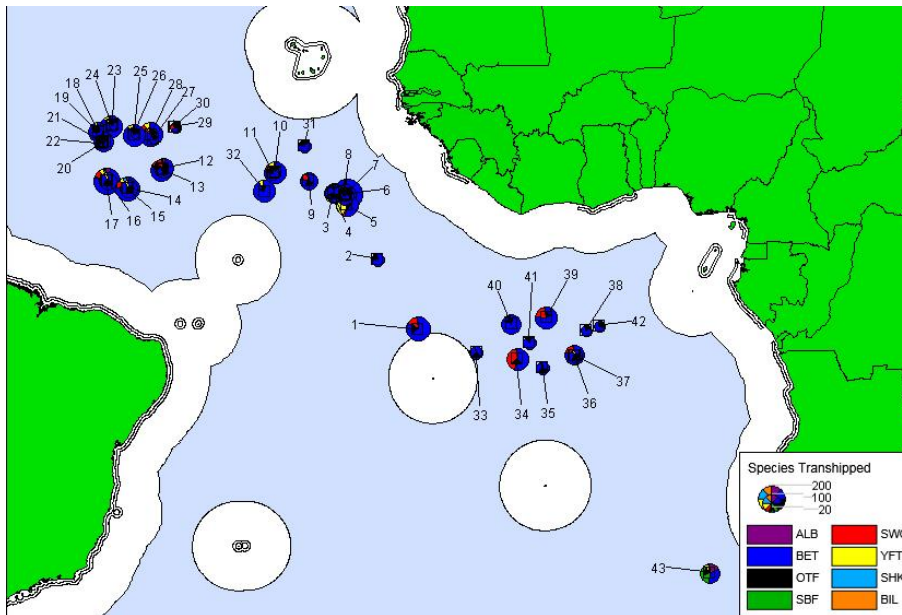 24 23 25 26
18 28
19 27
30
21 29
22 11 10 31
20 12 32 8 7
13 6
9
14 5
17 16 15 3 4
2
41 39
40 38
1 42
37
33 34 35 36
Species Transhipped
200
100
20
ALB SWO
BET YFT
OTF SHK
SBF BIL
43